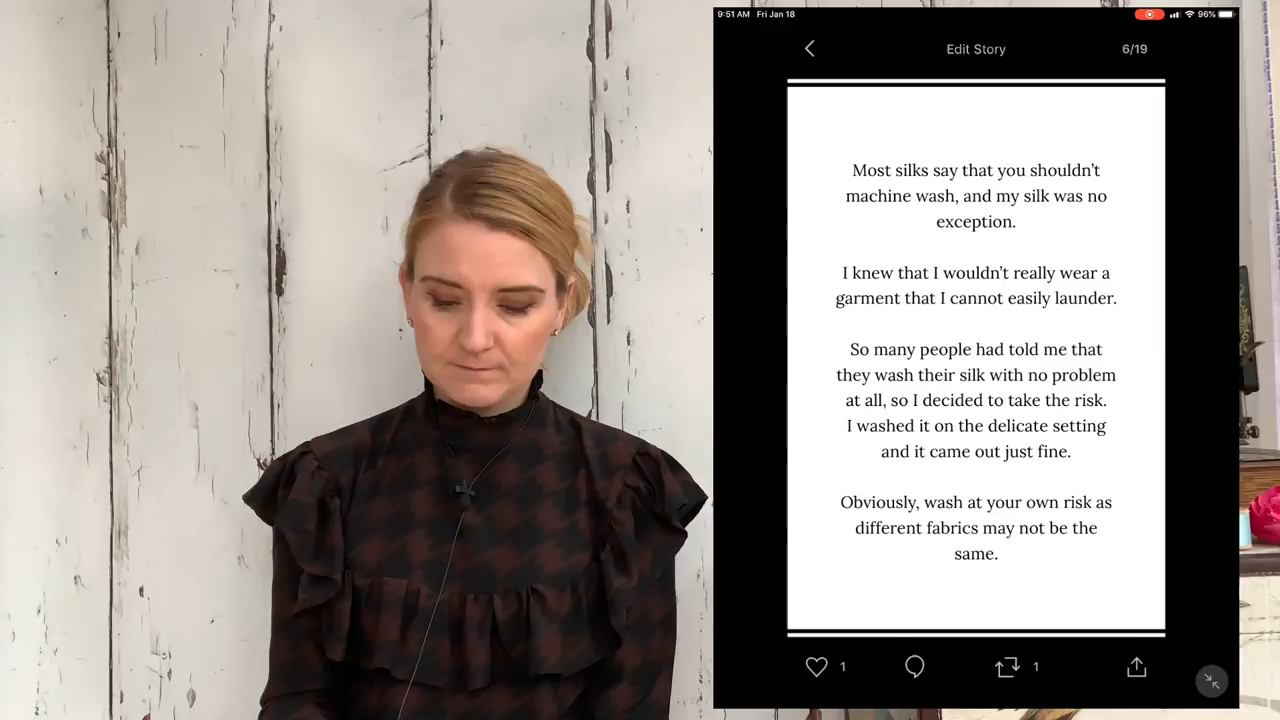 9:51 AM Fri Jan 18
96%
Edit Story
6/19
Most silks say that you shouldn’t
machine wash, and my silk was no
exception.
I knew that I wouldn’t really wear a
garment that I cannot easily launder.
So many people had told me that
they wash their silk with no problem
at all, so I decided to take the risk.
I washed it on the delicate setting
and it came out just fine.
Obviously, wash at your own risk as
different fabrics may not be the
same.
1
1